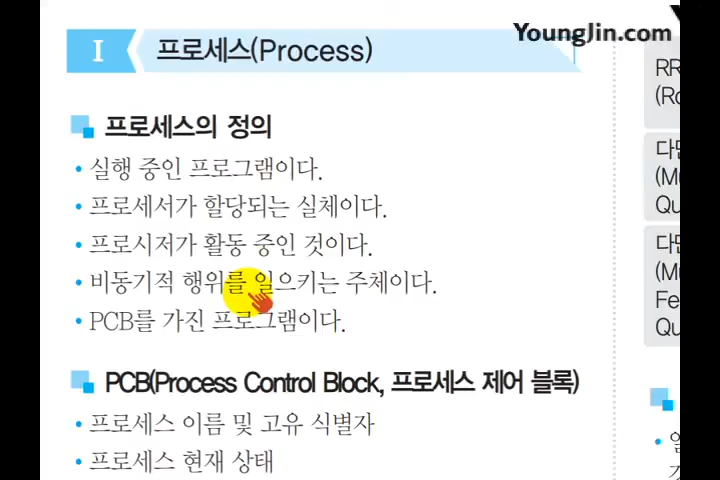 YoungJin.com
I 프로세스(Process)
프로세스의 정의
• 실행 중인 프로그램이다.
• 프로세서가 할당되는 실체이다.
• 프로시저가 활동 중인 것이다.
• 비동기적 행위를 일으키는 주체이다.
• PCB를 가진 프로그램이다.
PCB(Process Control Block, 프로세스 제어 블록)
• 프로세스 이름 및 고유 식별자
• 프로세스 현재 상태
RR